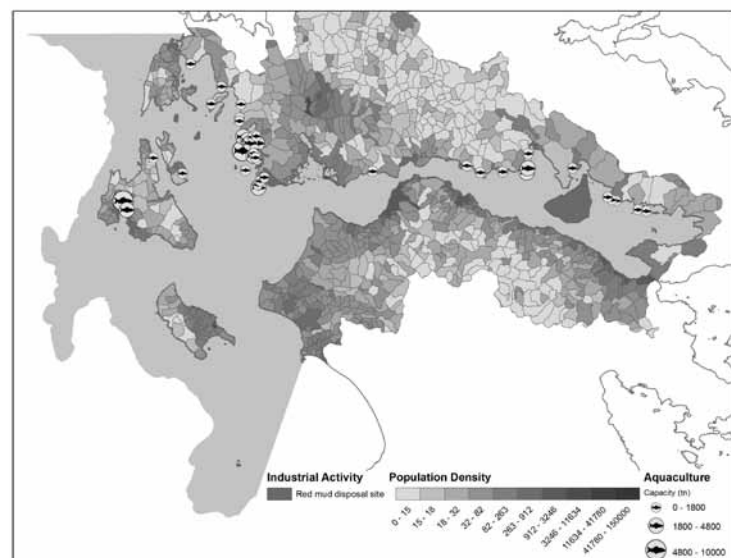 Industrial Activity
Red mud disposal site
Population Density
0 - 15
15 - 18
18 - 32
32 - 82
82 - 263
263 - 912
912 - 3246
3246 - 11634
11634 - 41780
41780 - 150000
Aquaculture
Capacity (tn)
0 - 1800
1800 - 4800
4800 - 10000